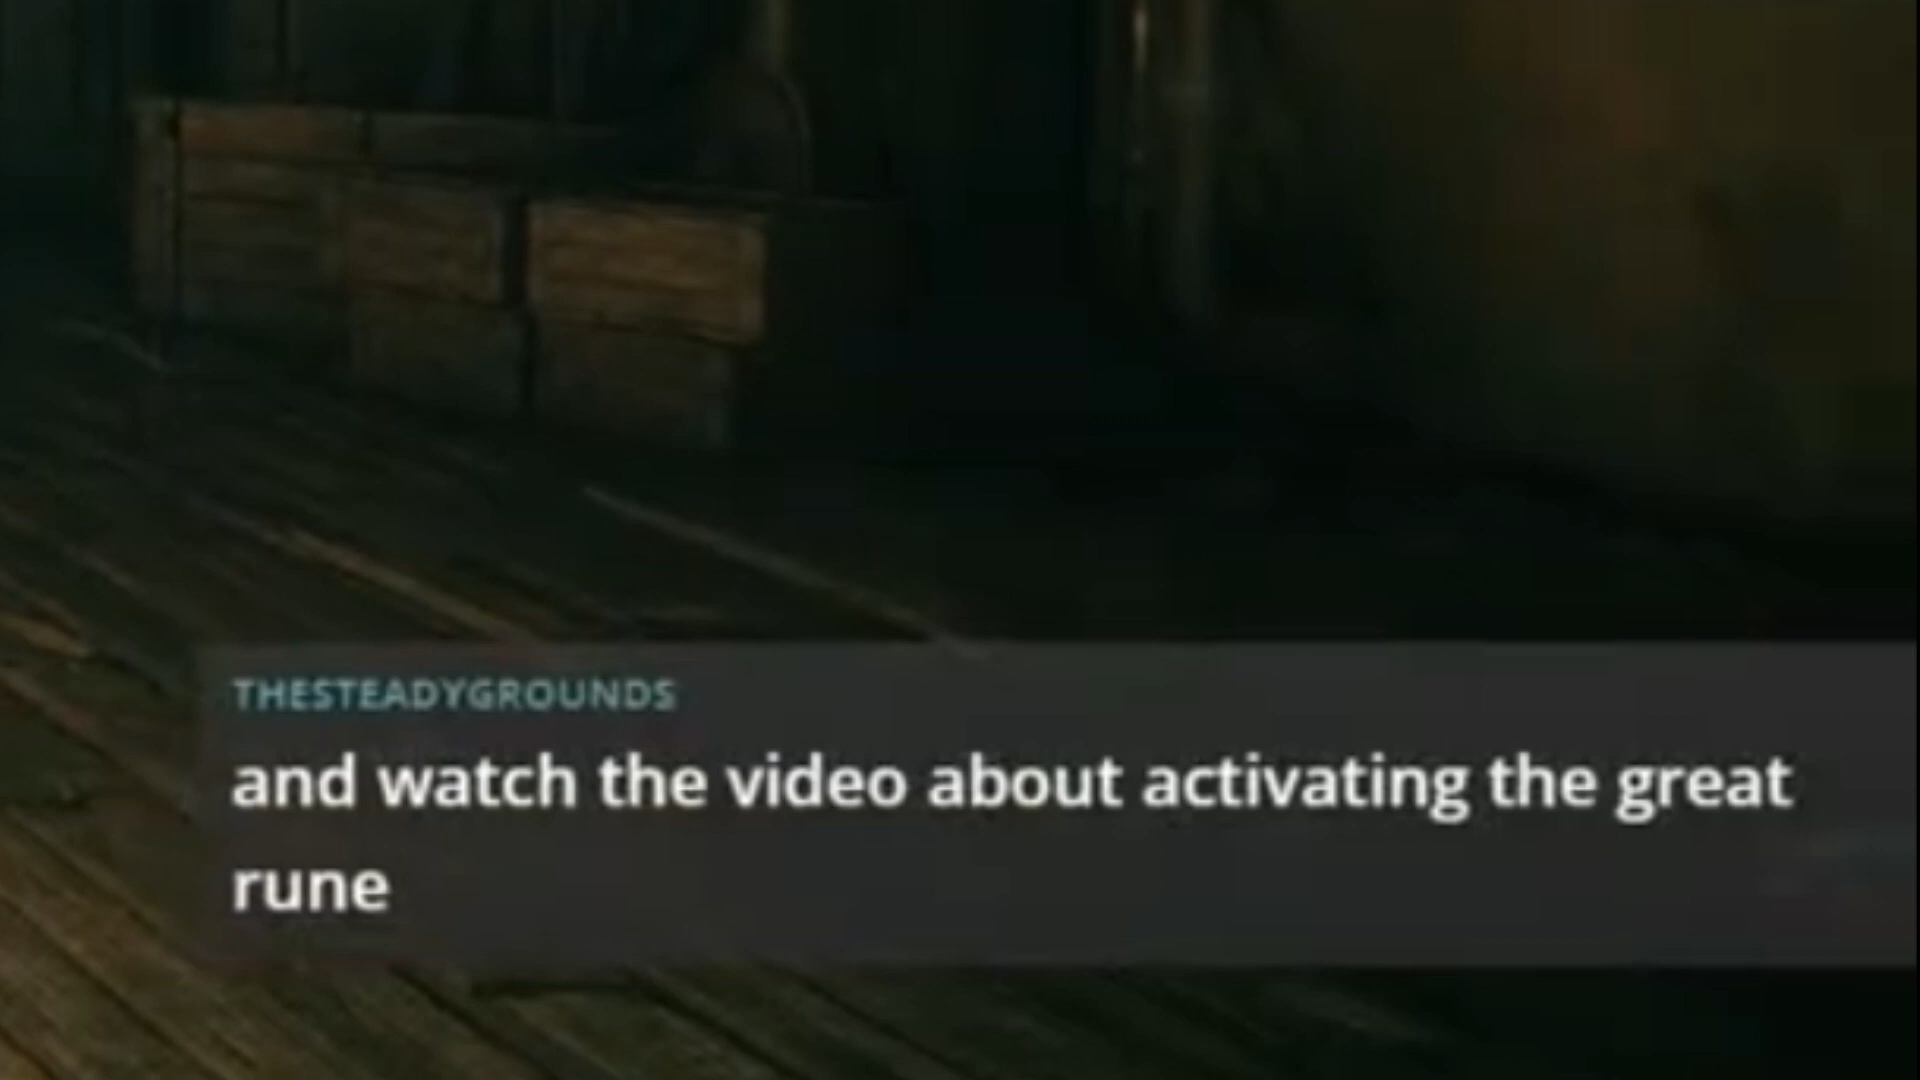 THESTEADYGROUNDS
and watch the video about activating the great
rune